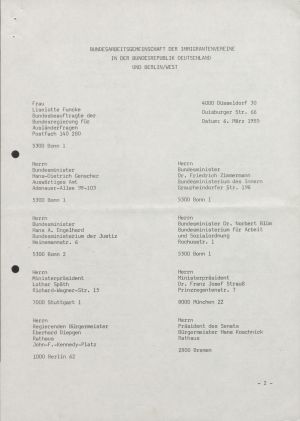 BUNDESARBEITSGEMEINSCHAFT DER IMMIGRANTENVEREINE
IN DER BUNDESREPUBLIK DEUTSCHLAND
UND BERLIN/WEST
Frau
Liselotte Funcke
Bundesbeauftragte der
Bundesregierung für
Ausländerfragen
Postfach 140 280
5300 Bonn 1
4000 Düsseldorf 30
Duisburger Str. 66
Datum: 6. März 1985
Herrn
Bundesminister
Hans-Dietrich Genscher
Auswärtiges Amt
Adenauer-Allee 99-103
5300 Bonn 1
Herrn
Bundesminister
Dr. Friedrich Zimmermann
Bundesministerium des Innern
Graurheindorfer Str. 198
5300 Bonn 1
Herrn
Bundesminister
Hans A. Engelhard
Bundesministerium der Justiz
Heinemannstr. 6
5300 Bonn 2
Herrn
Bundesminister Dr. Norbert Blüm
Bundesministerium für Arbeit
und Sozialordnung
Rochusstr. 1
5300 Bonn 1
Herrn
Ministerpräsident
Lothar Späth
Richard-Wagner-Str. 15
7000 Stuttgart 1
Herrn
Ministerpräsident
Dr. Franz Josef Strauß
Prinzregentenstr. 7
8000 München 22
Herrn
Regierenden Bürgermeister
Eberhard Diepgen
Rathaus
John-F.-Kennedy-Platz
1000 Berlin 62
Herrn
Präsident des Senats
Bürgermeister Hans Koschnick
Rathaus
2800 Bremen
- 2 -